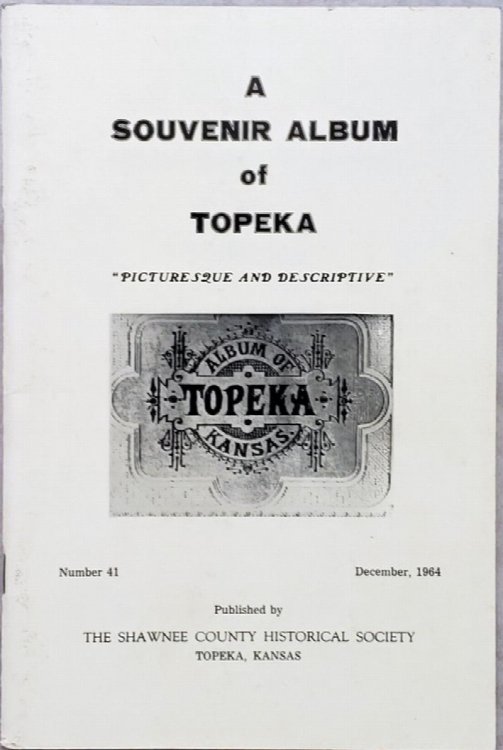 A
SOUVENIR ALBUM
of
TOPEKA
"PICTURESQUE AND DESCRIPTIVE"
ALBUM OF
TOPEKA
KANSAS.
Number 41
December, 1964
Published by
THE SHAWNEE COUNTY HISTORICAL SOCIETY
TOPEKA, KANSAS